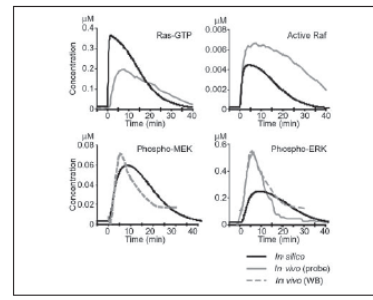 µM
Ras-GTP
Concentration
0.4
0.3
0.2
0.1
0
0 10 20 30 40
Time (min)
µM
Active Raf
0.008
0.006
0.004
0.002
0
0 10 20 30 40
Time (min)
µM
Phospho-MEK
Concentration
0.06
0.04
0.02
0
0 10 20 30 40
Time (min)
µM
Phospho-ERK
0.6
0.4
0.2
0
0 10 20 30 40
Time (min)
In silico
In vivo (probe)
In vivo (WB)